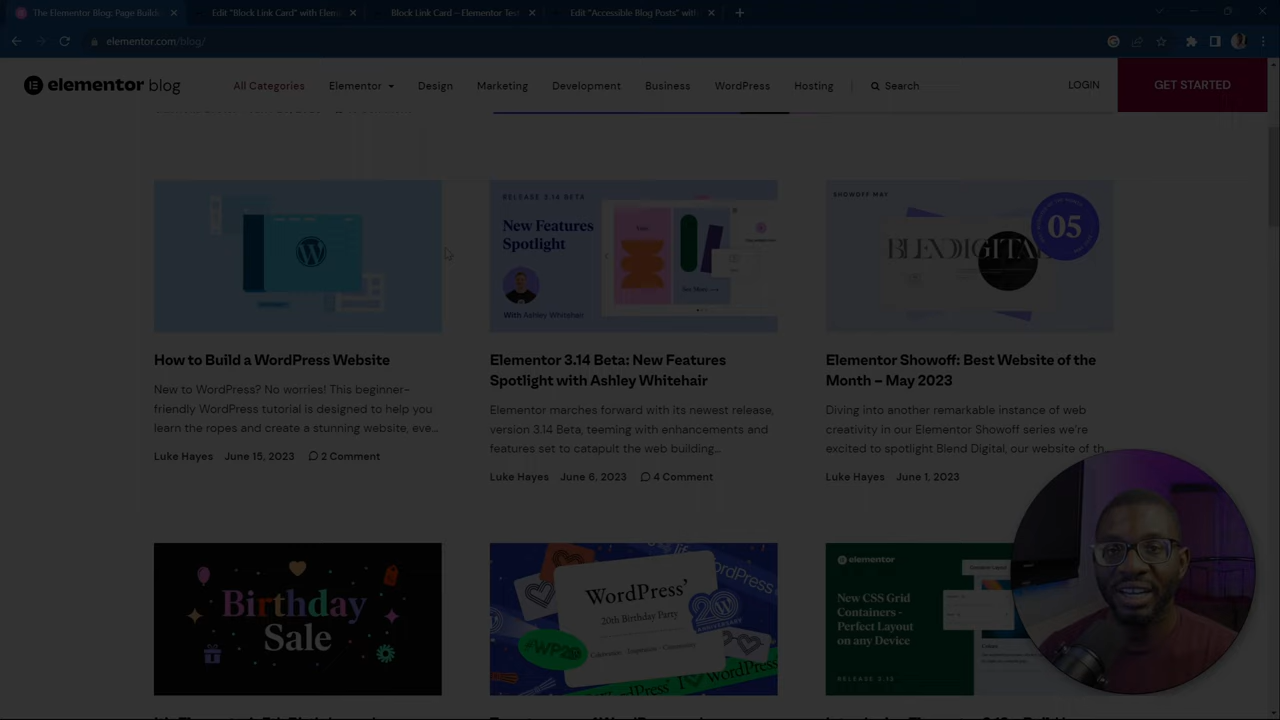 The Elementor Blog: Page Builde
Edit "Block Link Card" with Elem
Block Link Card – Elementor Test
Edit "Accessible Blog Posts" with
elementor.com/blog/
elementor blog
All Categories
Elementor
Design
Marketing
Development
Business
WordPress
Hosting
Search
LOGIN
GET STARTED
RELEASE 3.14 BETA
New Features
Spotlight
With Ashley Whitehair
SHOWOFF MAY
BLENDIGITAL
05
How to Build a WordPress Website
New to WordPress? No worries! This beginner-
friendly WordPress tutorial is designed to help you
learn the ropes and create a stunning website, eve...
Luke Hayes June 15, 2023 2 Comment
Elementor 3.14 Beta: New Features
Spotlight with Ashley Whitehair
Elementor marches forward with its newest release,
version 3.14 Beta, teeming with enhancements and
features set to catapult the web building...
Luke Hayes June 6, 2023 4 Comment
Elementor Showoff: Best Website of the
Month – May 2023
Diving into another remarkable instance of web
creativity in our Elementor Showoff series we're
excited to spotlight Blend Digital, our website of th...
Luke Hayes June 1, 2023
Birthday
Sale
WordPress'
20th Birthday Party
#WP20
20
ANNIVERSARY
elementor
New CSS Grid
Containers -
Perfect Layout
on any Device
RELEASE 3.13
Container Layout